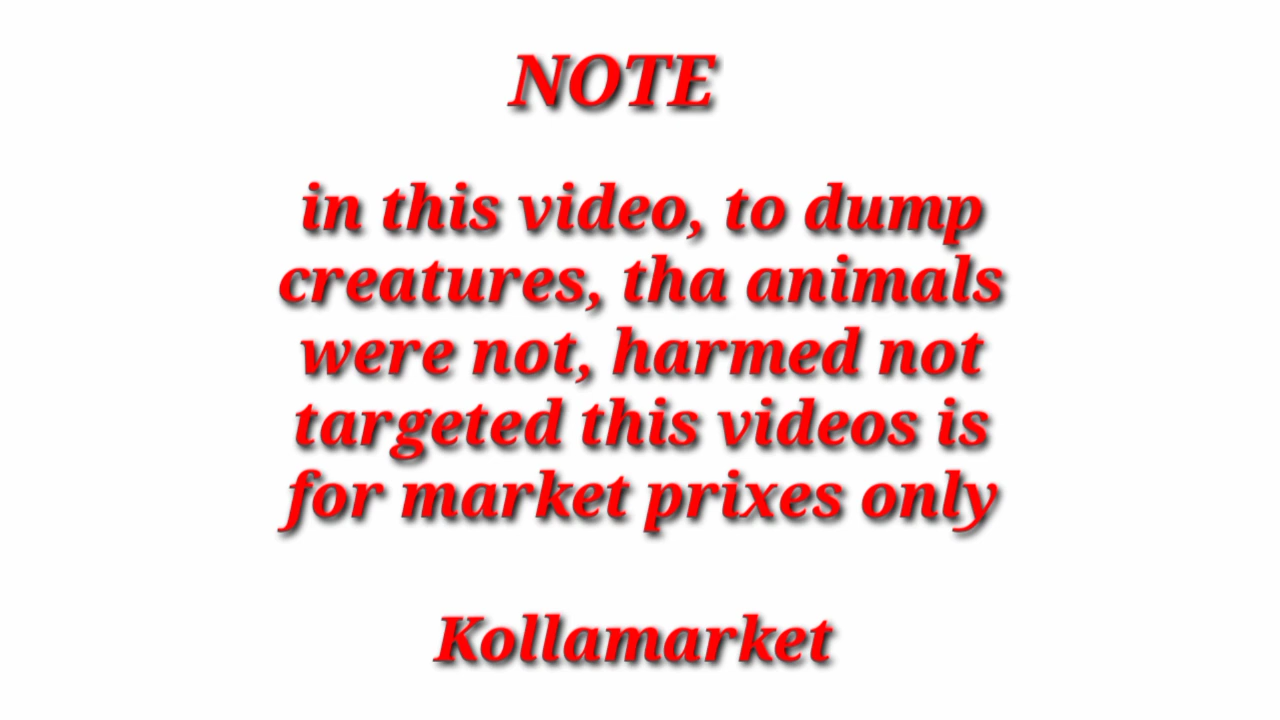 NOTE
in this video, to dump
creatures, tha animals
were not, harmed not
targeted this videos is
for market prixes only
Kollamarket